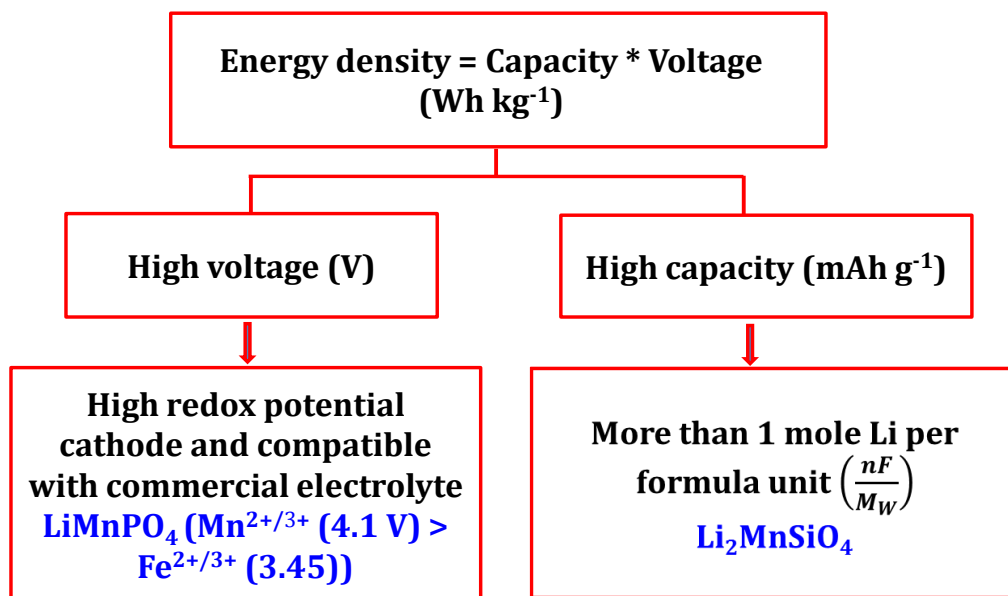 Energy density = Capacity * Voltage
(Wh kg⁻¹)
High voltage (V)
High capacity (mAh g⁻¹)
High redox potential
cathode and compatible
with commercial electrolyte
LiMnPO₄ (Mn²⁺/³⁺ (4.1 V) >
Fe²⁺/³⁺ (3.45))
More than 1 mole Li per
formula unit (nF/M_W)
Li₂MnSiO₄